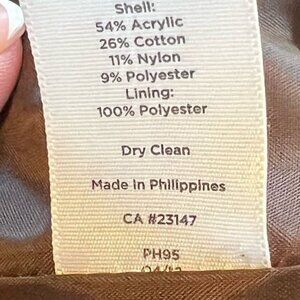 Shell:
54% Acrylic
26% Cotton
11% Nylon
9% Polyester
Lining:
100% Polyester
Dry Clean
Made in Philippines
CA #23147
PH95